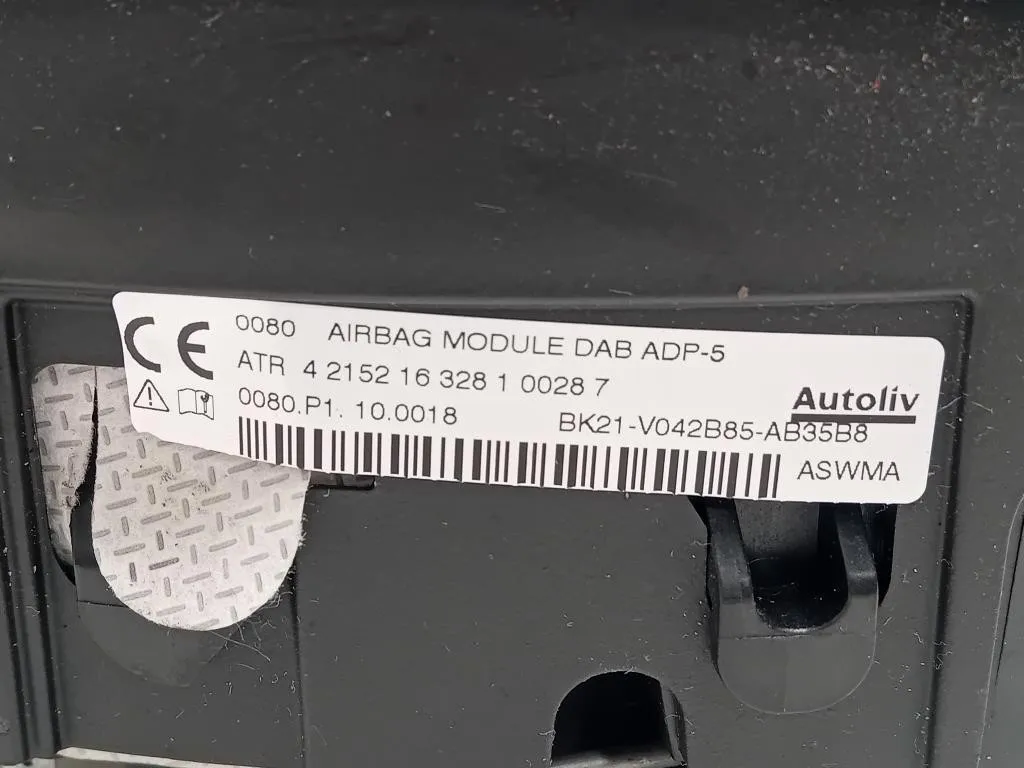 CE 0080 AIRBAG MODULE DAB ADP-5
ATR 4 2152 16 328 1 0028 7
0080.P1. 10.0018
Autoliv
BK21-V042B85-AB35B8
ASWMA